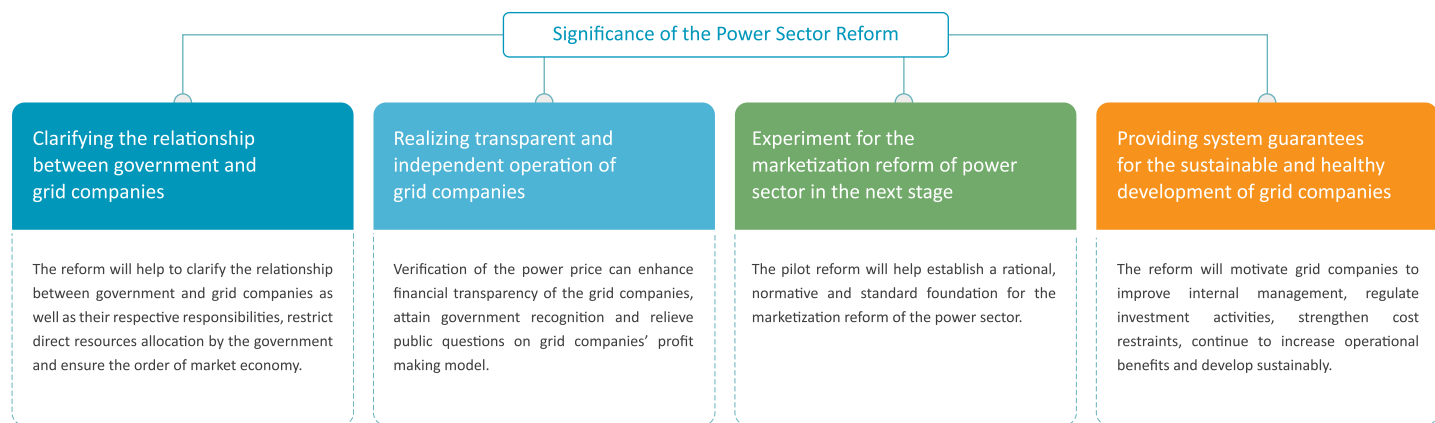 Significance of the Power Sector Reform
Clarifying the relationship
between government and
grid companies
The reform will help to clarify the relationship
between government and grid companies as
well as their respective responsibilities, restrict
direct resources allocation by the government
and ensure the order of market economy.
Realizing transparent and
independent operation of
grid companies
Verification of the power price can enhance
financial transparency of the grid companies,
attain government recognition and relieve
public questions on grid companies’ profit
making model.
Experiment for the
marketization reform of power
sector in the next stage
The pilot reform will help establish a rational,
normative and standard foundation for the
marketization reform of the power sector.
Providing system guarantees
for the sustainable and healthy
development of grid companies
The reform will motivate grid companies to
improve internal management, regulate
investment activities, strengthen cost
restraints, continue to increase operational
benefits and develop sustainably.